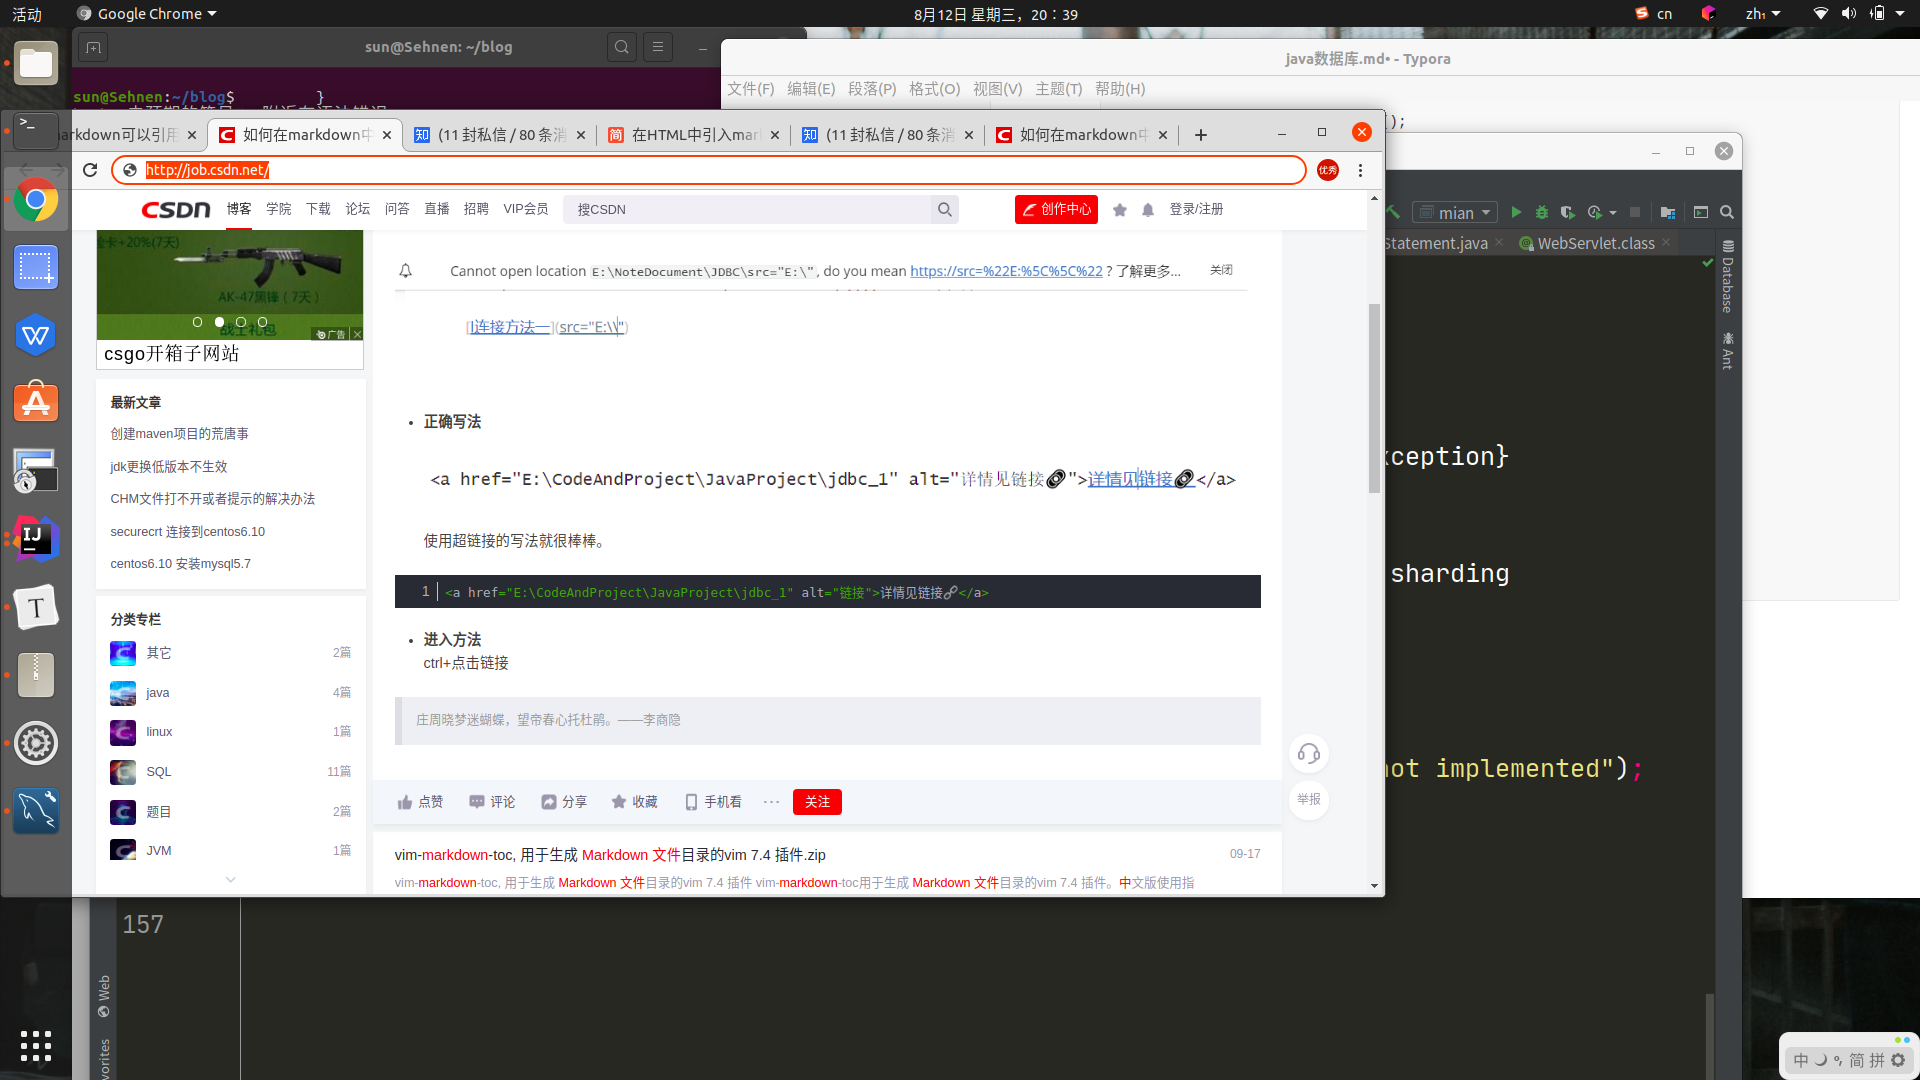 活动
Google Chrome
8月12日 星期三，20：39
cn
zh₁
sun@Sehnen: ~/blog
java数据库.md• - Typora
sun@Sehnen:~/blog$ }
文件(F) 编辑(E) 段落(P) 格式(O) 视图(V) 主题(T) 帮助(H)
();
arkdown可以引用
如何在markdown中
(11 封私信 / 80 条消
在HTML中引入mar
(11 封私信 / 80 条消
如何在markdown中
http://job.csdn.net/
优秀
CSDN 博客 学院 下载 论坛 问答 直播 招聘 VIP会员 搜CSDN 创作中心 登录/注册
mian
Statement.java
WebServlet.class
Database
Ant
金卡+20%(7天)
AK-47黑锋（7天）
战士礼包
广告
csgo开箱子网站
Cannot open location E:\NoteDocument\JDBC\src="E:\", do you mean https://src=%22E:%5C%5C%22 ? 了解更多... 关闭
[I连接方法一](src="E:\\")
最新文章
创建maven项目的荒唐事
jdk更换低版本不生效
CHM文件打不开或者提示的解决办法
securecrt 连接到centos6.10
centos6.10 安装mysql5.7
正确写法
<a href="E:\CodeAndProject\JavaProject\jdbc_1" alt="详情见链接🔗">详情见链接🔗</a>
使用超链接的写法就很棒棒。
1 <a href="E:\CodeAndProject\JavaProject\jdbc_1" alt="链接">详情见链接🔗</a>
进入方法
ctrl+点击链接
庄周晓梦迷蝴蝶，望帝春心托杜鹃。——李商隐
分类专栏
其它 2篇
java 4篇
linux 1篇
SQL 11篇
题目 2篇
JVM 1篇
点赞 评论 分享 收藏 手机看 ··· 关注
举报
vim-markdown-toc, 用于生成 Markdown 文件目录的vim 7.4 插件.zip 09-17
vim-markdown-toc, 用于生成 Markdown 文件目录的vim 7.4 插件 vim-markdown-toc用于生成 Markdown 文件目录的vim 7.4 插件。中文版使用指
xception}
sharding
not implemented");
157
Web
vorites
中 简 拼